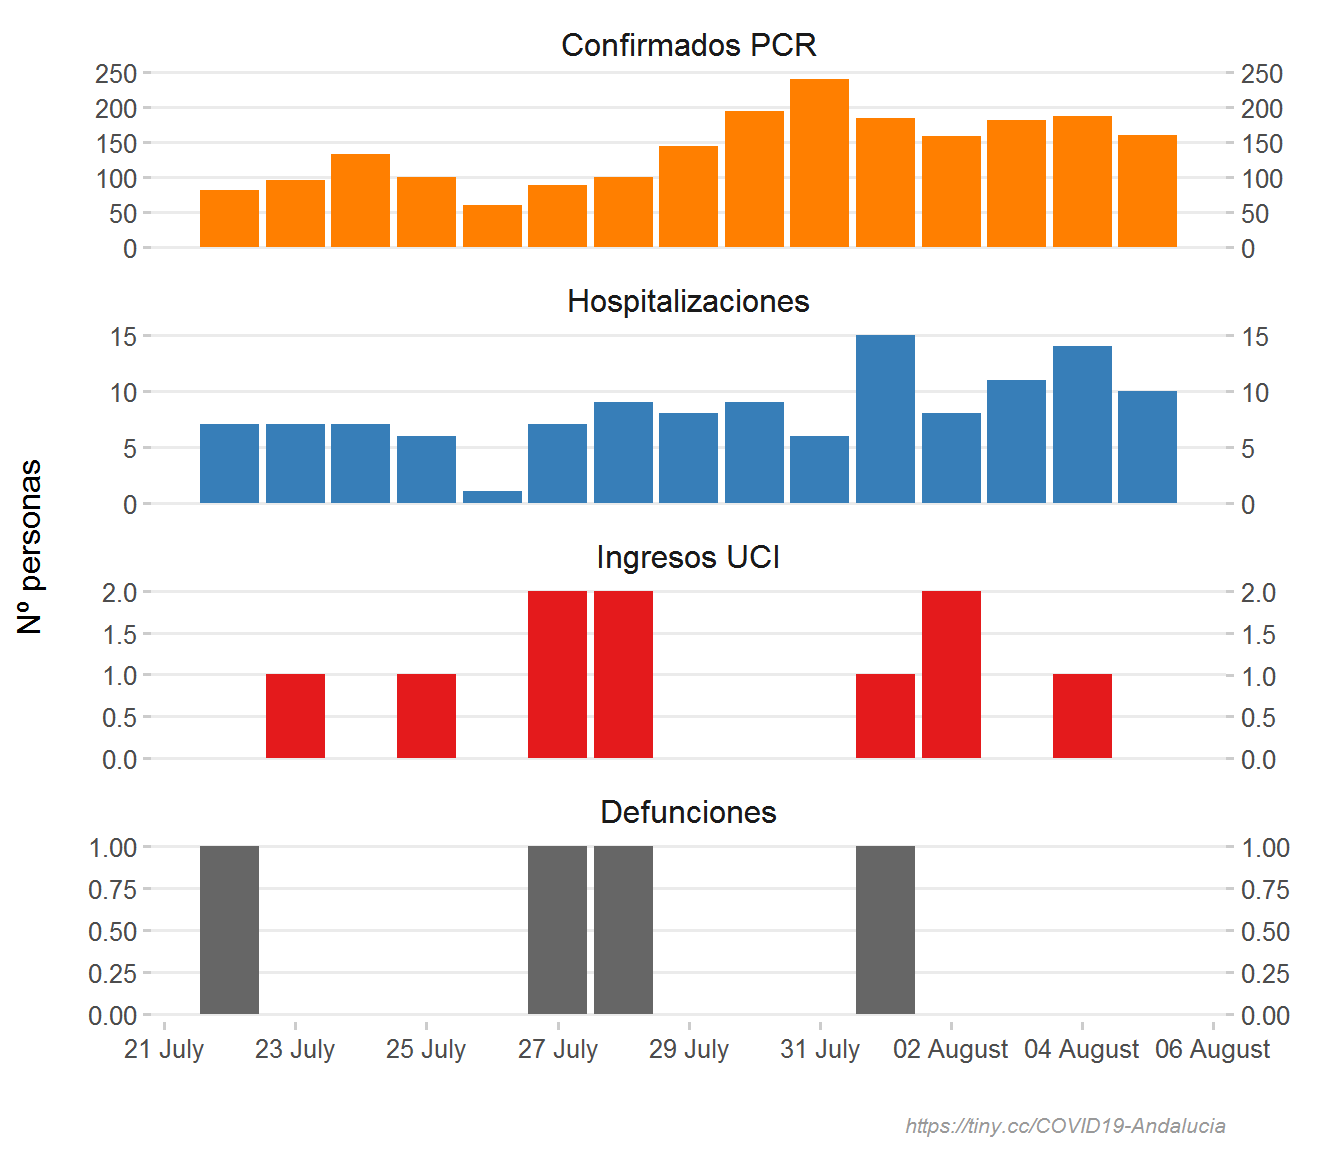 Confirmados PCR
250 250
200 200
150 150
100 100
50 50
0 0
Hospitalizaciones
15 15
10 10
5 5
0 0
Nº personas
Ingresos UCI
2.0 2.0
1.5 1.5
1.0 1.0
0.5 0.5
0.0 0.0
Defunciones
1.00 1.00
0.75 0.75
0.50 0.50
0.25 0.25
0.00 0.00
21 July 23 July 25 July 27 July 29 July 31 July 02 August 04 August 06 August
https://tiny.cc/COVID19-Andalucia